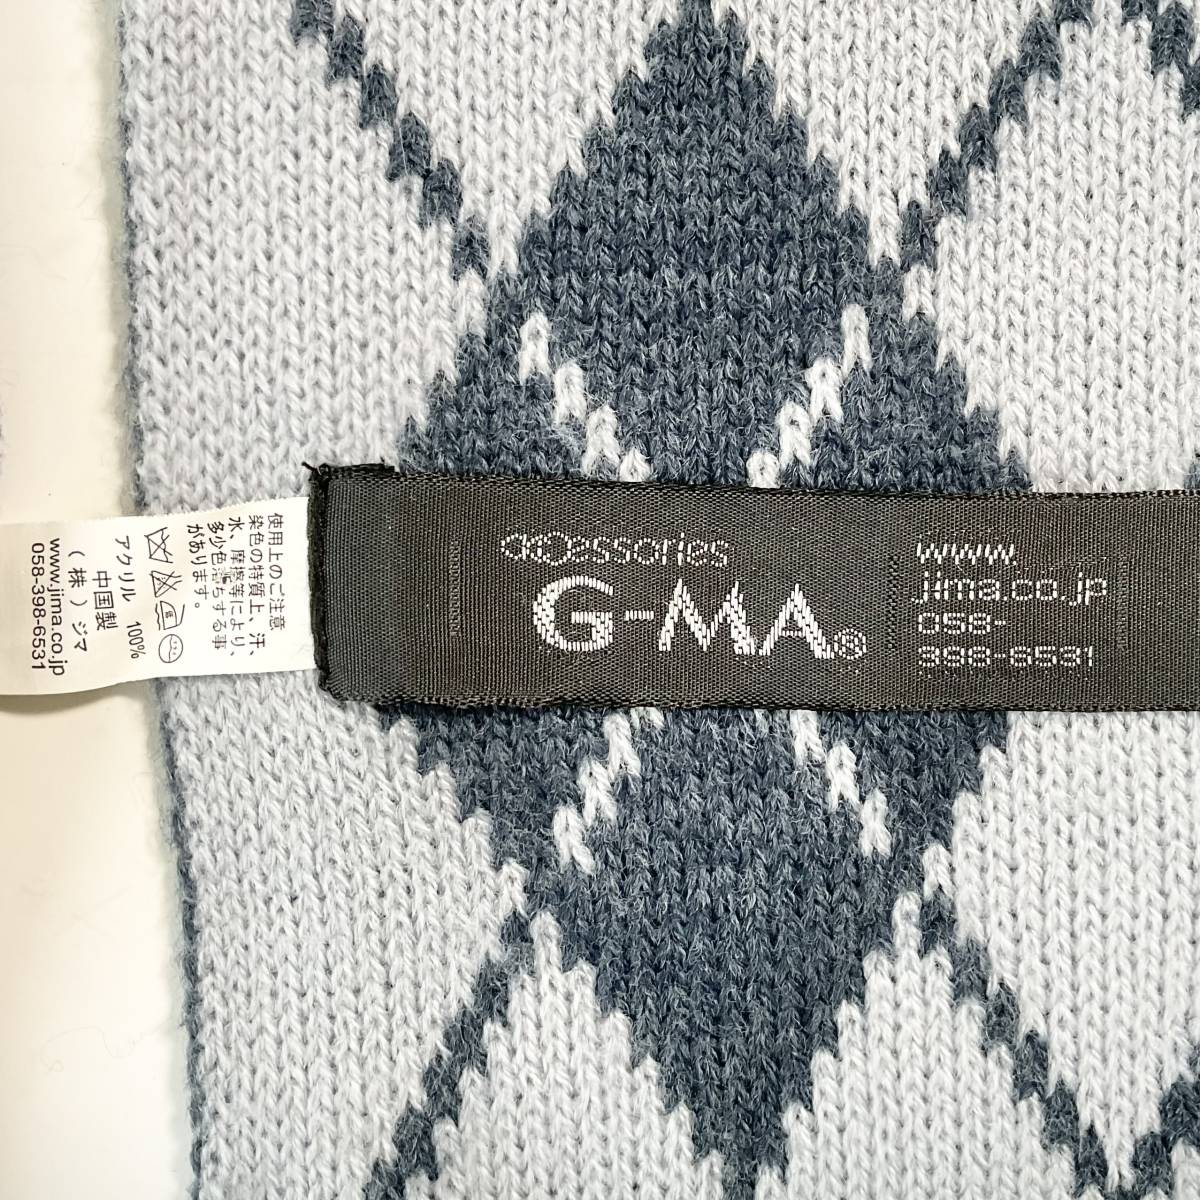 使用上のご注意
染色の特質上、汗、
水、摩擦等により、
多少色落ちする事
があります。
アクリル 100%
中国製
(株)ジマ
www.jima.co.jp
058-398-6531
accessories
G-MA®
www.
jima.co.jp
058-
398-6531